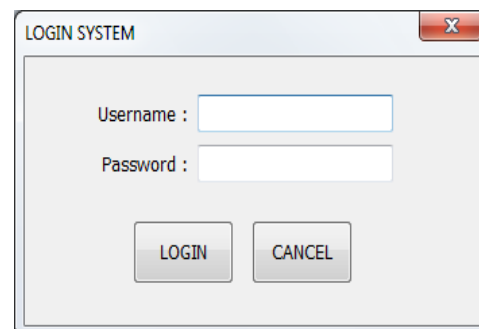 LOGIN SYSTEM
X
Username :
Password :
LOGIN CANCEL